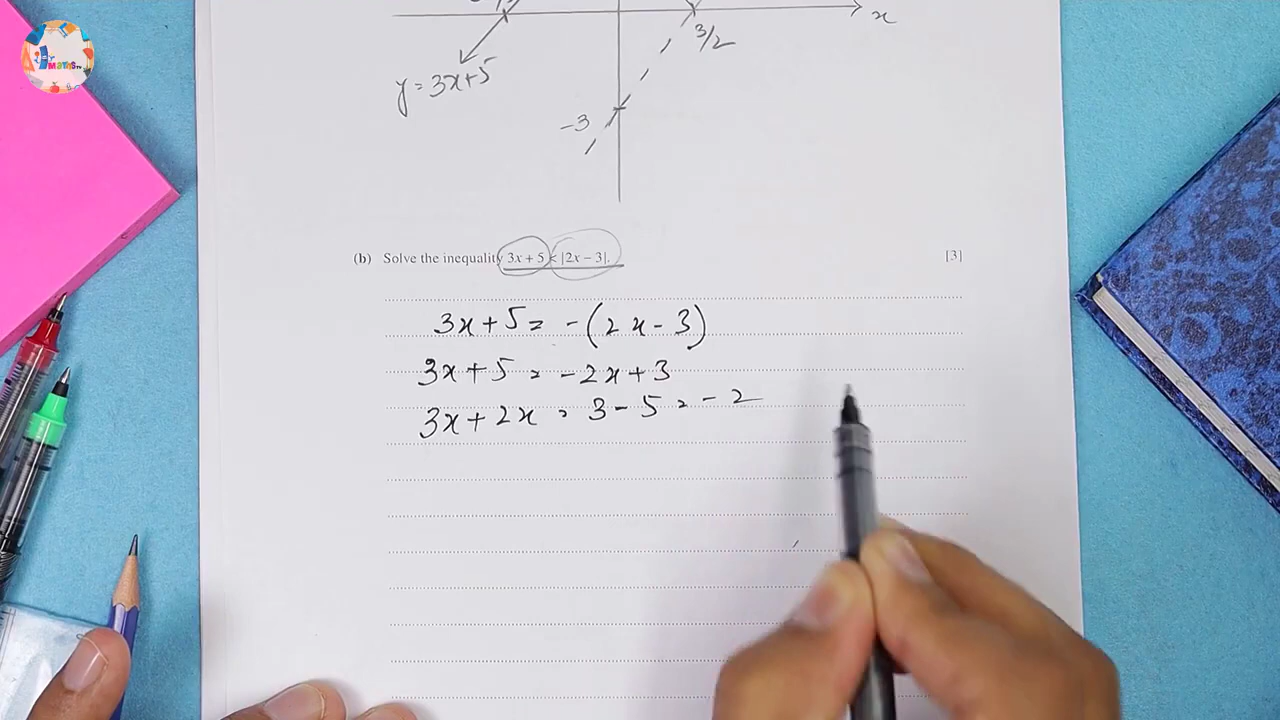 MATHS
x
3/2
y = 3x+5
-3
(b) Solve the inequality 3x + 5 < |2x − 3|. [3]
3x + 5 = - (2x - 3)
3x + 5 = -2x + 3
3x + 2x = 3 - 5 = - 2